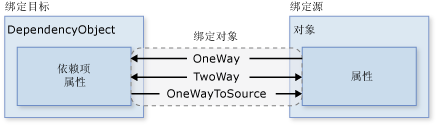 绑定目标
绑定源
DependencyObject
绑定对象
对象
依赖项
属性
OneWay
TwoWay
OneWayToSource
属性